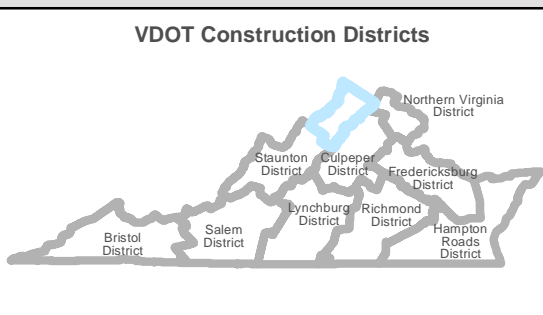 VDOT Construction Districts
Northern Virginia
District
Staunton
District
Culpeper
District
Fredericksburg
District
Lynchburg
District
Richmond
District
Salem
District
Bristol
District
Hampton
Roads
District